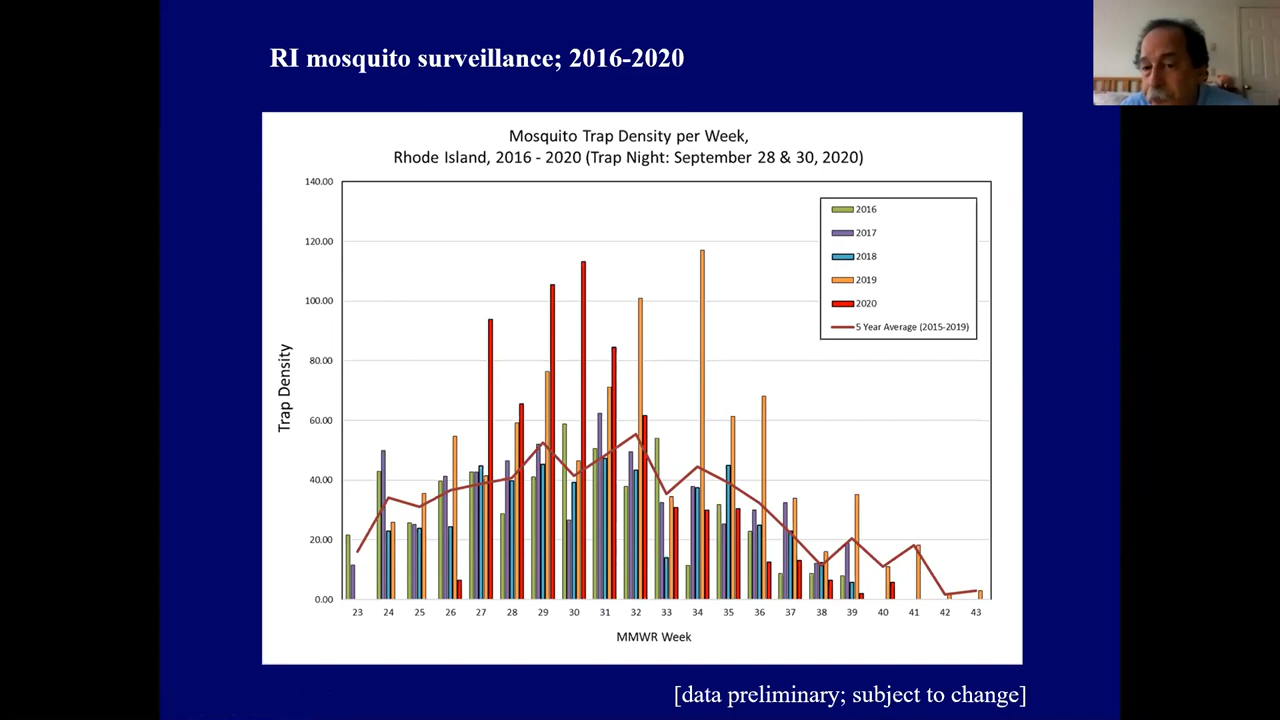 RI mosquito surveillance; 2016-2020
Mosquito Trap Density per Week,
Rhode Island, 2016 - 2020 (Trap Night: September 28 & 30, 2020)
140.00
120.00
100.00
80.00
60.00
40.00
20.00
0.00
Trap Density
2016
2017
2018
2019
2020
5 Year Average (2015-2019)
23 24 25 26 27 28 29 30 31 32 33 34 35 36 37 38 39 40 41 42 43
MMWR Week
[data preliminary; subject to change]